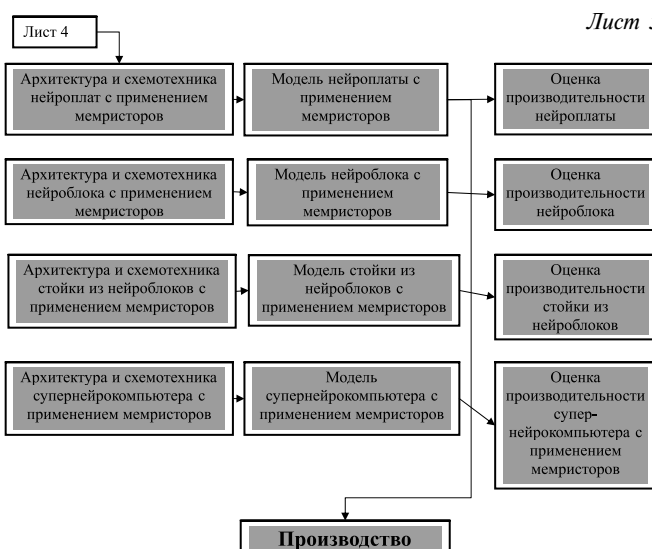 Лист 4
Лист
Архитектура и схемотехника
нейроплат с применением
мемристоров
Модель нейроплаты с
применением
мемристоров
Оценка
производительности
нейроплаты
Архитектура и схемотехника
нейроблока с применением
мемристоров
Модель нейроблока с
применением
мемристоров
Оценка
производительности
нейроблока
Архитектура и схемотехника
стойки из нейроблоков с
применением мемристоров
Модель стойки из
нейроблоков с
применением мемристоров
Оценка
производительности
стойки из
нейроблоков
Архитектура и схемотехника
супернейрокомпьютера с
применением мемристоров
Модель
супернейрокомпьютера с
применением мемристоров
Оценка
производительности
супер-
нейрокомпьютера с
применением
мемристоров
Производство